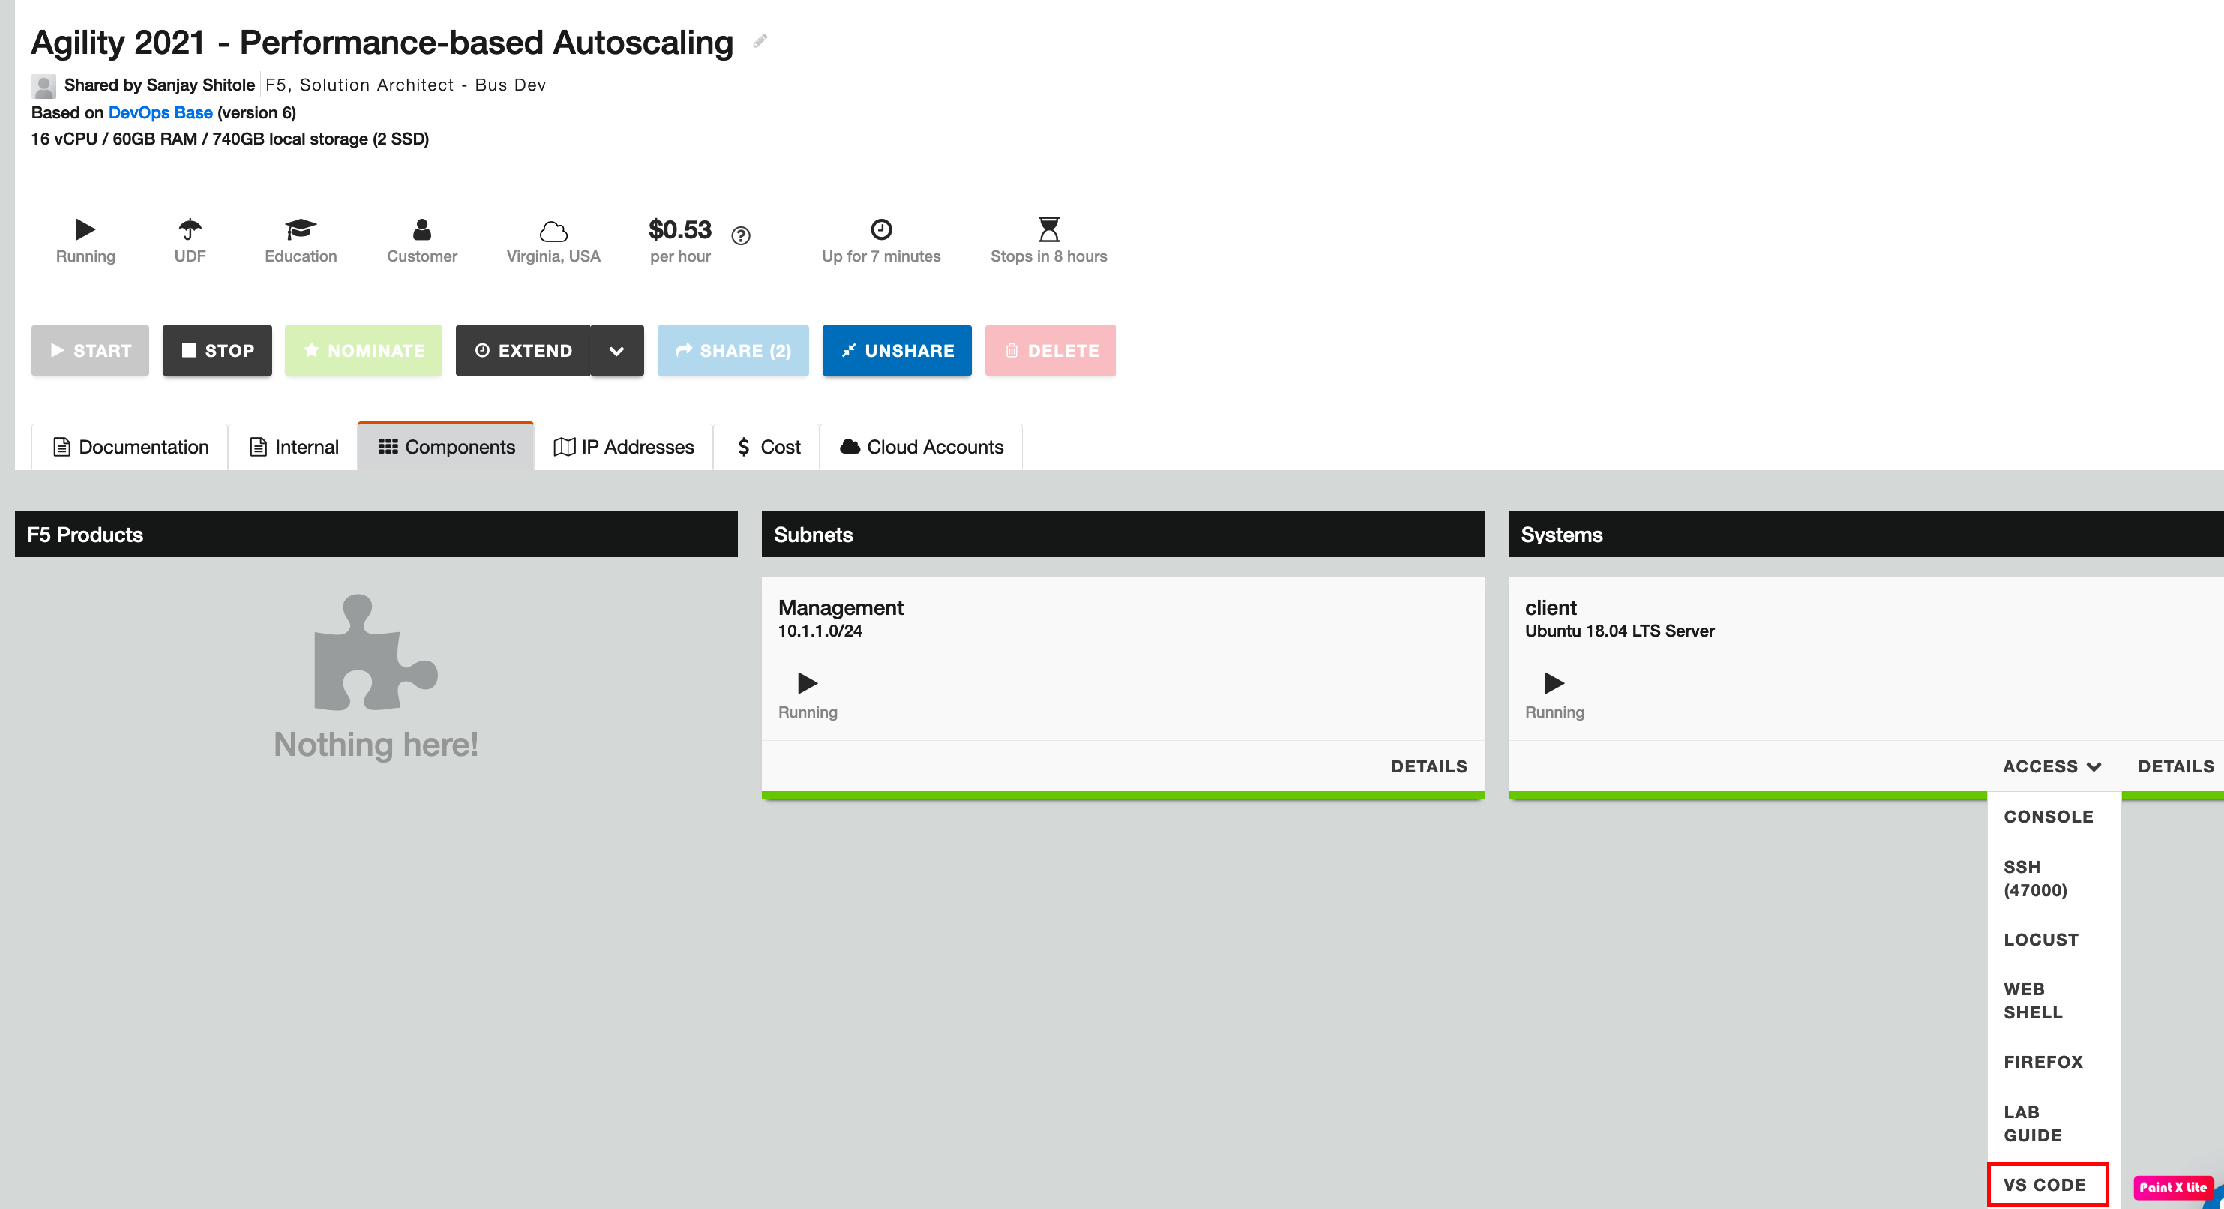 Agility 2021 - Performance-based Autoscaling
Shared by Sanjay Shitole F5, Solution Architect - Bus Dev
Based on DevOps Base (version 6)
16 vCPU / 60GB RAM / 740GB local storage (2 SSD)
Running
UDF
Education
Customer
Virginia, USA
$0.53
per hour
?
Up for 7 minutes
Stops in 8 hours
START
STOP
NOMINATE
EXTEND
SHARE (2)
UNSHARE
DELETE
Documentation
Internal
Components
IP Addresses
$ Cost
Cloud Accounts
F5 Products
Nothing here!
Subnets
Management
10.1.1.0/24
Running
DETAILS
Systems
client
Ubuntu 18.04 LTS Server
Running
ACCESS
DETAILS
CONSOLE
SSH
(47000)
LOCUST
WEB
SHELL
FIREFOX
LAB
GUIDE
VS CODE
Paint X Lite